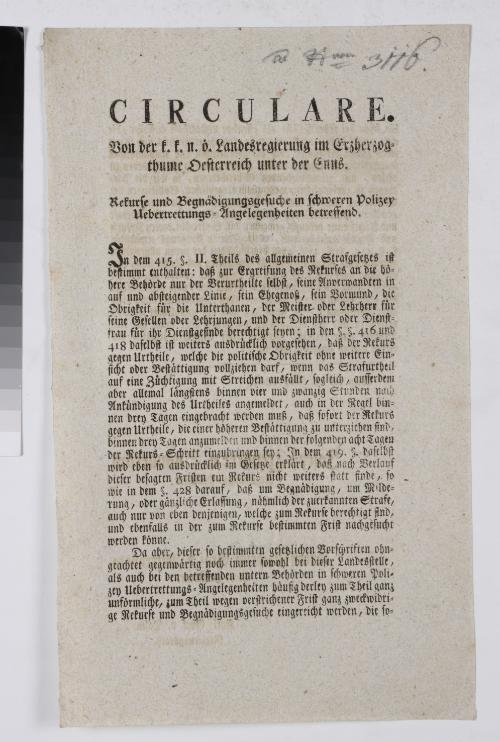 3116.
CIRCULARE.
Von der k. k. n. ö. Landesregierung im Erzherzog-
thume Oesterreich unter der Enns.
Rekurse und Begnädigungsgesuche in schweren Polizey
Uebertrettungs-Angelegenheiten betreffend.
In dem 415. §. II. Theils des allgemeinen Strafgesetzes ist
bestimmt enthalten: daß zur Ergreifung des Rekurses an die hö-
here Behörde nur der Verurtheilte selbst, seine Anverwandten in
auf und absteigender Linie, sein Ehegenoß, sein Vormund, die
Obrigkeit für die Unterthanen, der Meister oder Lehrherr für
seine Gesellen oder Lehrjungen, und der Dienstherr oder Dienst-
frau für ihr Dienstgesinde berechtigt seyen; in den §. §. 416 und
418 daselbst ist weiters ausdrücklich vorgesehen, daß der Rekurs
gegen Urtheile, welche die politische Obrigkeit ohne weitere Ein-
sicht oder Bestättigung vollziehen darf, wenn das Strafurtheil
auf eine Züchtigung mit Streichen ausfällt, sogleich, ausserdem
aber allemal längstens binnen vier und zwanzig Stunden nach
Ankündigung des Urtheiles angemeldet, auch in der Regel bin-
nen drey Tagen eingebracht werden muß, daß sofort der Rekurs
gegen Urtheile, die einer höheren Bestättigung zu unterziehen sind,
binnen drey Tagen anzumelden und binnen der folgenden acht Tagen
der Rekurs-Schritt einzubringen sey; In dem 419. §. daselbst
wird eben so ausdrücklich im Gesetze erklärt, daß nach Verlauf
dieser besagten Fristen ein Rekurs nicht weiters statt finde, so
wie in dem §. 428 darauf, daß um Begnädigung, um Milde-
rung, oder gänzliche Erlassung, nähmlich der zuerkannten Strafe,
auch nur von eben denjenigen, welche zum Rekurse berechtigt sind,
und ebenfalls in der zum Rekurse bestimmten Frist nachgesucht
werden könne.
Da aber, dieser so bestimmten gesetzlichen Vorschriften ohn-
geachtet gegenwärtig noch immer sowohl bei dieser Landesstelle,
als auch bei den betreffenden untern Behörden in schweren Poli-
zey Uebertrettungs-Angelegenheiten häufig derley zum Theil ganz
unförmliche, zum Theil wegen verstrichener Frist ganz zweckwidri-
ge Rekurse und Begnädigungsgesuche eingereicht werden, die so-